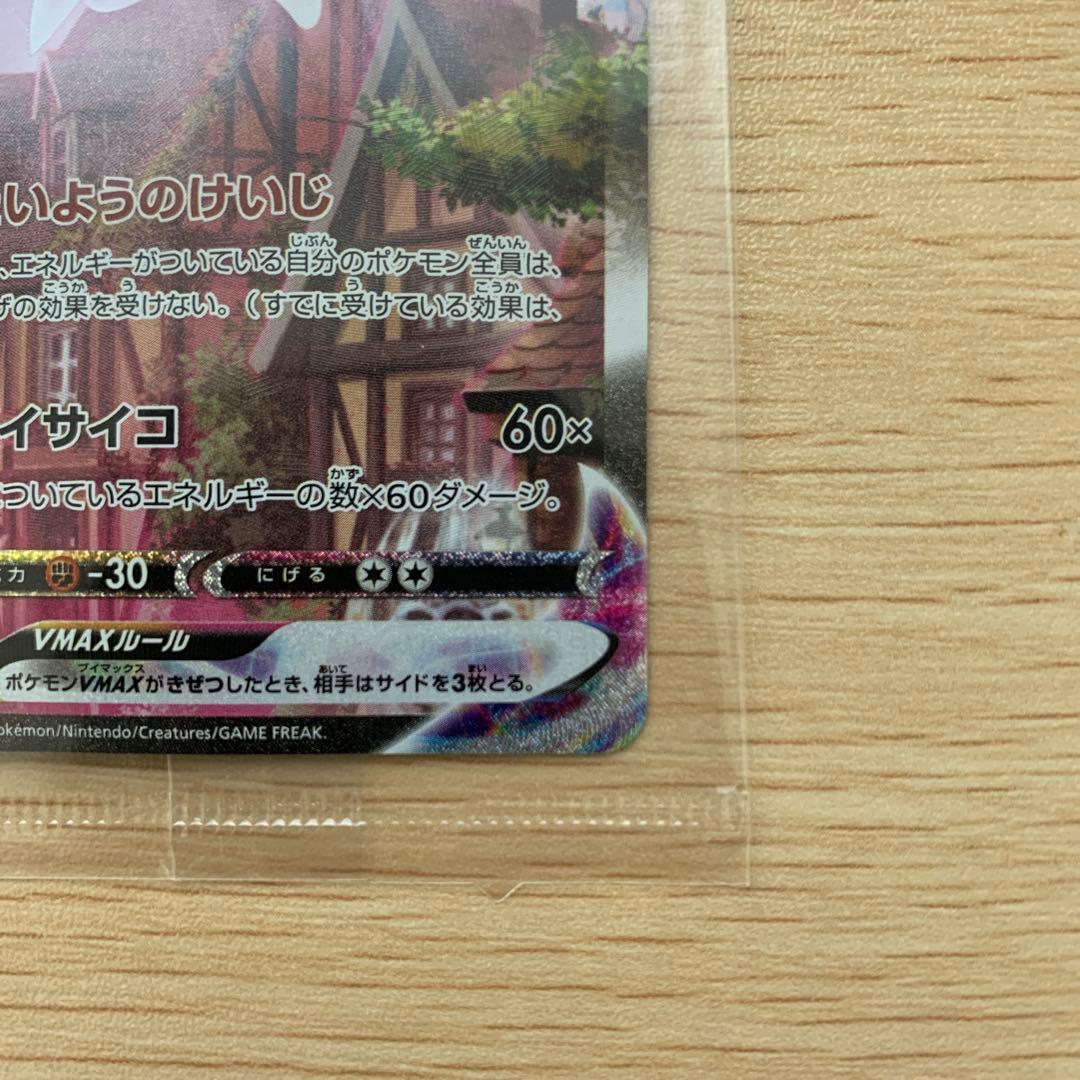 いようのけいじ
、エネルギーがついている自分のポケモン全員は、
の効果を受けない。(すでに受けている効果は、
イサイコ 60×
ついているエネルギーの数×60ダメージ。
カ -30 にげる
VMAXルール
ポケモンVMAXがきぜつしたとき、相手はサイドを3枚とる。
okémon/Nintendo/Creatures/GAME FREAK.